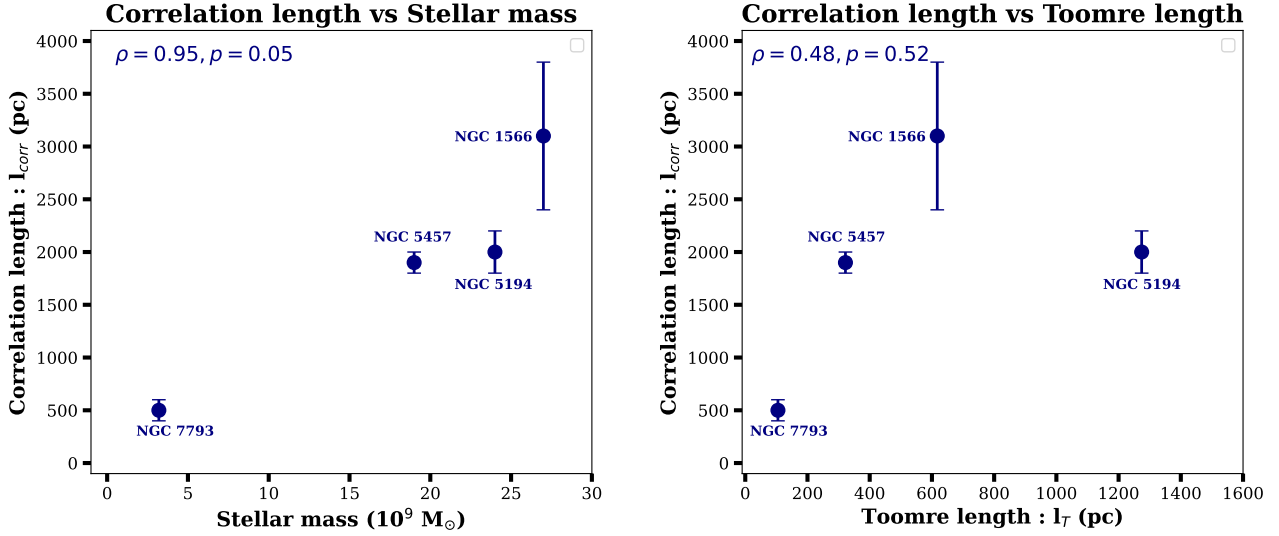 Correlation length vs Stellar mass
ρ = 0.95, p = 0.05
4000
3500
3000
2500
2000
1500
1000
500
0
Correlation length : l_corr (pc)
NGC 1566
NGC 5457
NGC 5194
NGC 7793
0 5 10 15 20 25 30
Stellar mass (10⁹ M☉)
Correlation length vs Toomre length
ρ = 0.48, p = 0.52
4000
3500
3000
2500
2000
1500
1000
500
0
Correlation length : l_corr (pc)
NGC 1566
NGC 5457
NGC 5194
NGC 7793
0 200 400 600 800 1000 1200 1400 1600
Toomre length : l_T (pc)